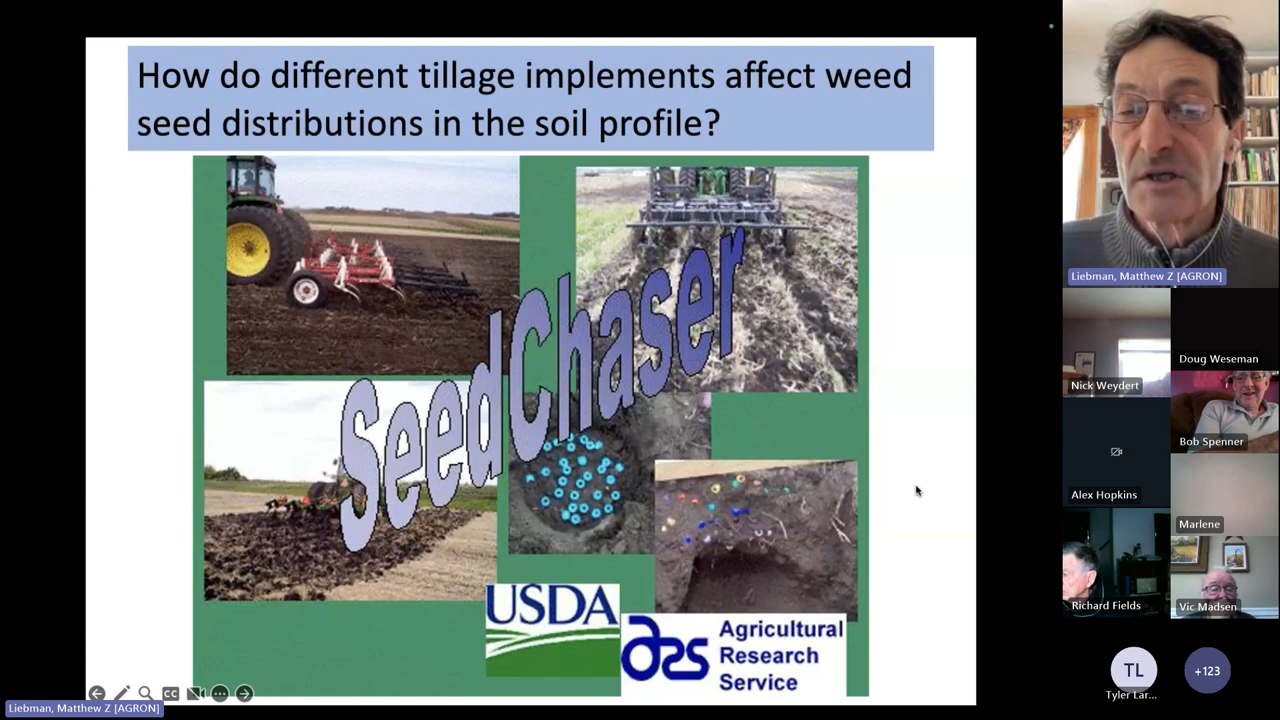 How do different tillage implements affect weed
seed distributions in the soil profile?
SeedChaser
USDA
ars
Agricultural
Research
Service
CC
Liebman, Matthew Z [AGRON]
Liebman, Matthew Z [AGRON]
Nick Weydert
Doug Weseman
Bob Spenner
Alex Hopkins
Marlene
Richard Fields
Vic Madsen
TL
Tyler Lar...
+123